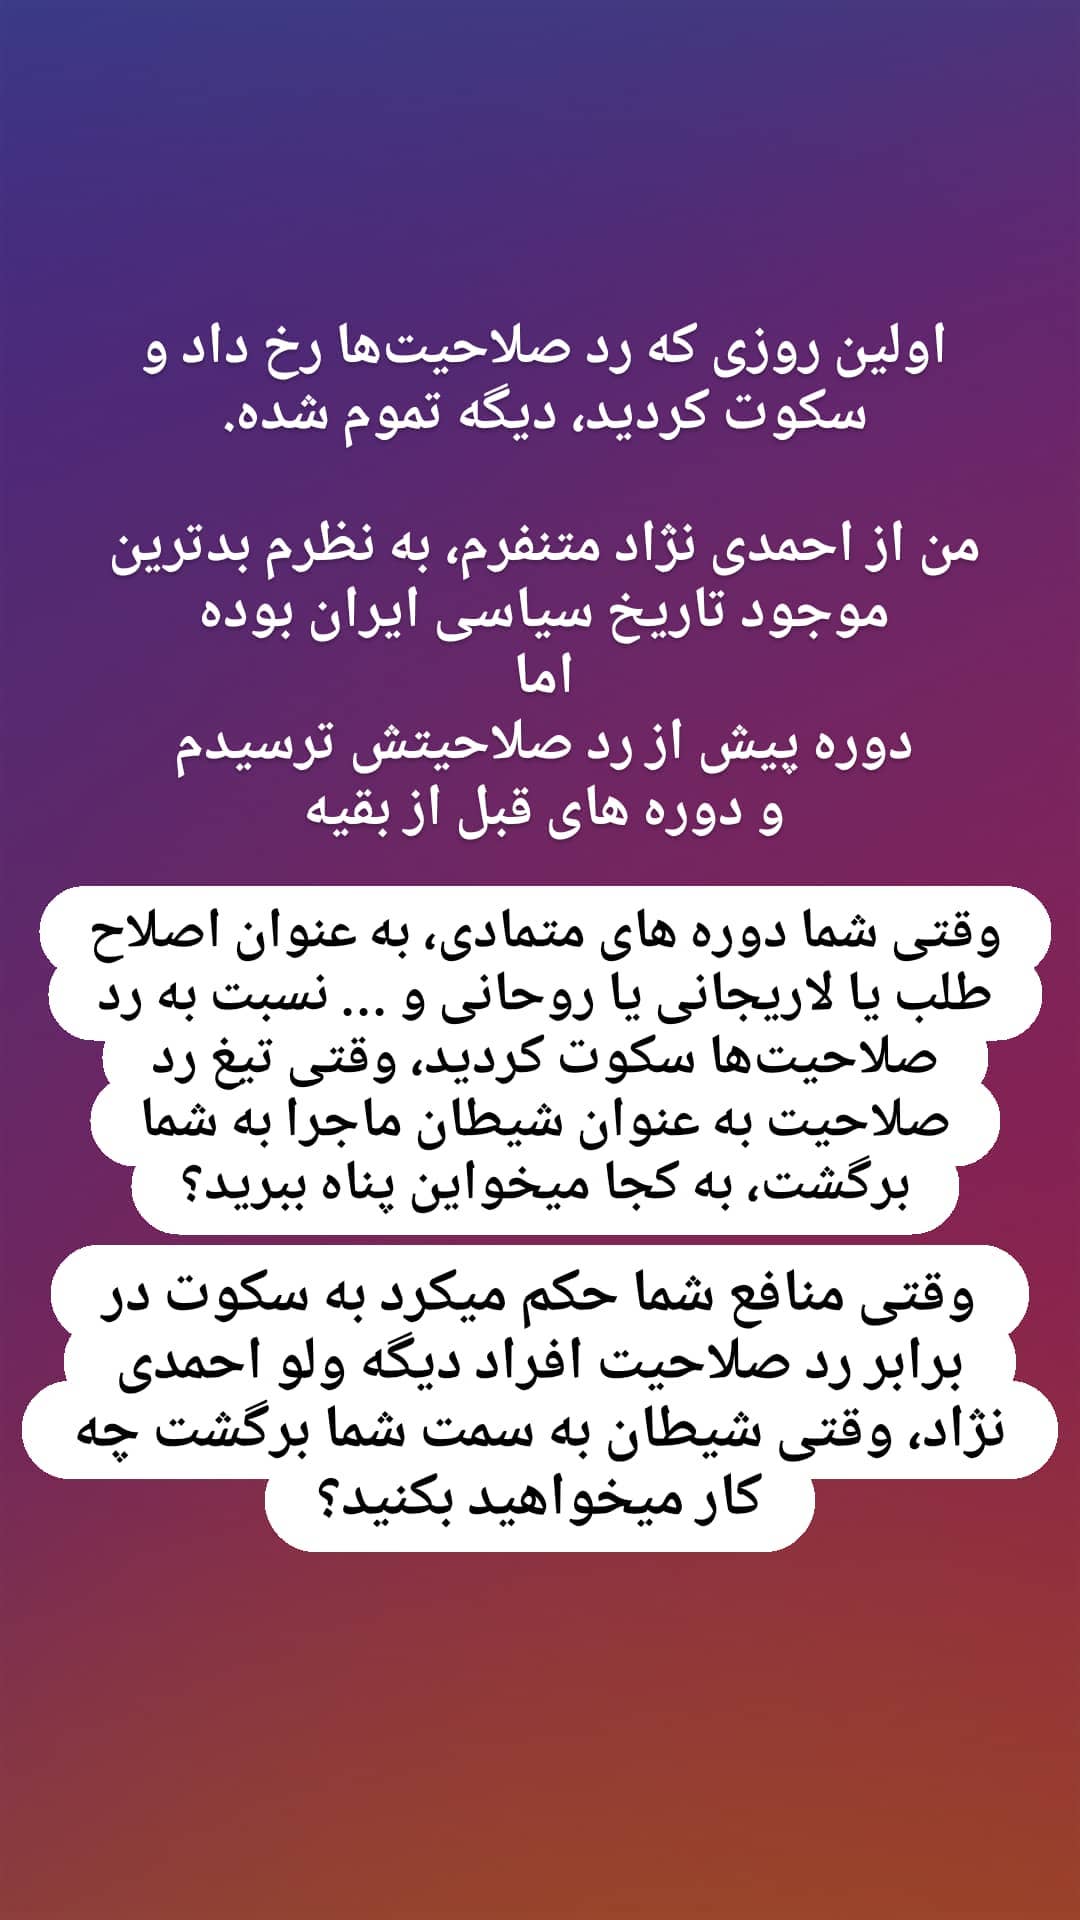 اولین روزی که رد صلاحیت‌ها رخ داد و
سکوت کردید، دیگه تموم شده.
من از احمدی نژاد متنفرم، به نظرم بدترین
موجود تاریخ سیاسی ایران بوده
اما
دوره پیش از رد صلاحیتش ترسیدم
و دوره های قبل از بقیه
وقتی شما دوره های متمادی، به عنوان اصلاح
طلب یا لاریجانی یا روحانی و ... نسبت به رد
صلاحیت‌ها سکوت کردید، وقتی تیغ رد
صلاحیت به عنوان شیطان ماجرا به شما
برگشت، به کجا میخواین پناه ببرید؟
وقتی منافع شما حکم میکرد به سکوت در
برابر رد صلاحیت افراد دیگه ولو احمدی
نژاد، وقتی شیطان به سمت شما برگشت چه
کار میخواهید بکنید؟